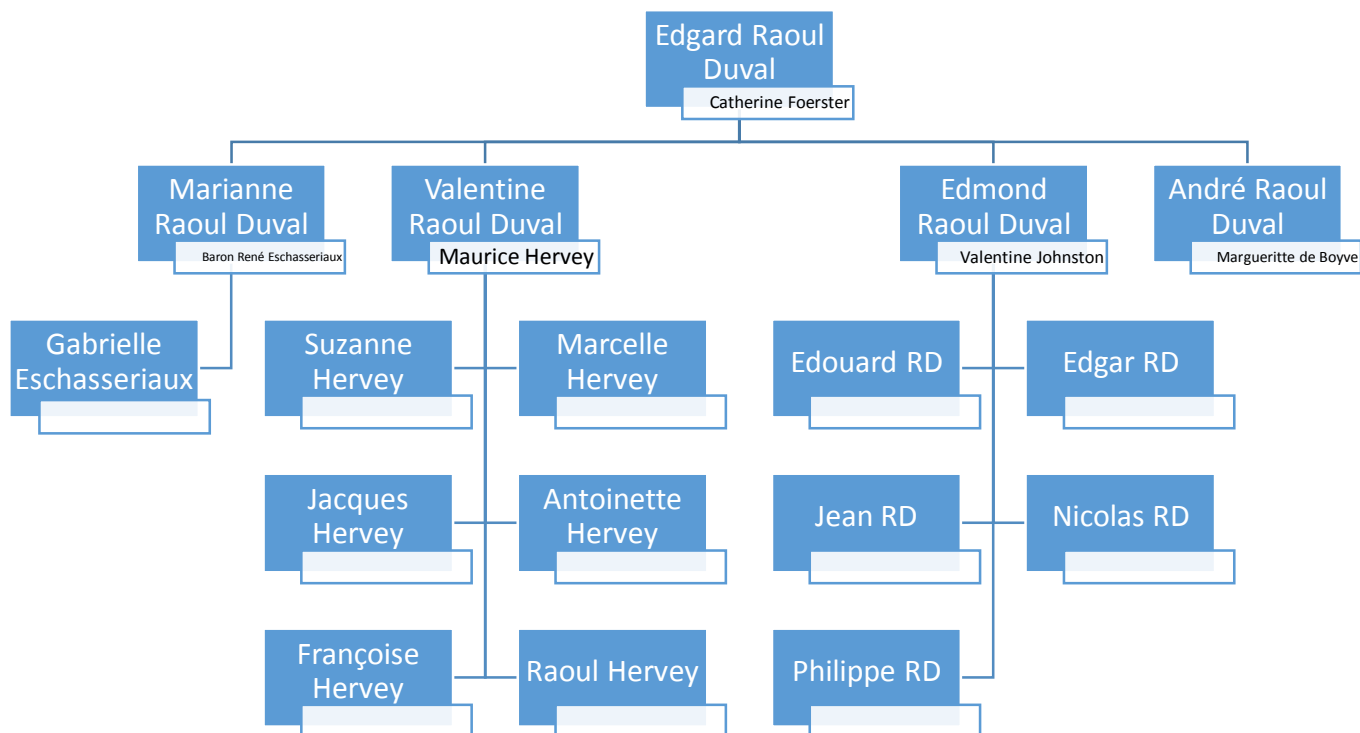 Edgard Raoul
Duval
Catherine Foerster
Marianne
Raoul Duval
Baron René Eschasseriaux
Valentine
Raoul Duval
Maurice Hervey
Edmond
Raoul Duval
Valentine Johnston
André Raoul
Duval
Margueritte de Boyve
Gabrielle
Eschasseriaux
Suzanne
Hervey
Marcelle
Hervey
Edouard RD
Edgar RD
Jacques
Hervey
Antoinette
Hervey
Jean RD
Nicolas RD
Françoise
Hervey
Raoul Hervey
Philippe RD